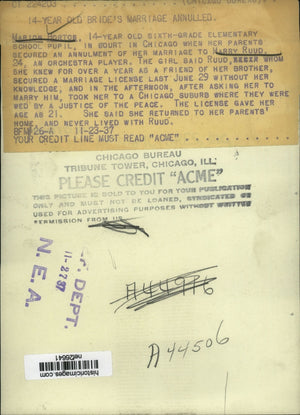 14-YEAR OLD BRIDE'S MARRIAGE ANNULLED.
MARION HORTOB, 14-YEAR OLD SIXTH-GRADE ELEMENTARY
SCHOOL PUPIL, IN COURT IN CHICAGO WHEN HER PARENTS
SECURED AN ANNULMENT OF HER MARRIAGE TO HARRY RUUD,
34, AN ORCHESTRA PLAYER. THE GIRL SAID RUUD, WHOM
SHE KNEW FOR OVER A YEAR AS A FRIEND OF HER BROTHER,
SECURED A MARRIAGE LICENSE LAST JUNE 29 WITHOUT HER
KNOWLEDGE, AND IN THE AFTERNOON, AFTER ASKING HER TO
MARRY HIM, TOOK HER TO A CHICAGO SUBURB WHERE THEY WERE
WED BY A JUSTICE OF THE PEACE. THE LICENSE GAVE HER
AGE AS 21. SHE SAID SHE RETURNED TO HER PARENTS'
HOME, AND NEVER LIVED WITH RUUD.
26-A 11-23-37
YOUR CREDIT LINE MUST READ "ACME"
CHICAGO BUREAU
TRIBUNE TOWER, CHICAGO, ILL.
PLEASE CREDIT "ACME"
THIS PICTURE IS SOLD TO YOU FOR YOUR PUBLICATION
ONLY AND MUST NOT BE LOANED, SYNDICATED OR
USED FOR ADVERTISING PURPOSES WITHOUT WRITTEN
PERMISSION FROM US.
DEPT.
11-27-37
N.E.A.
A44916
A44506
historicimages.com